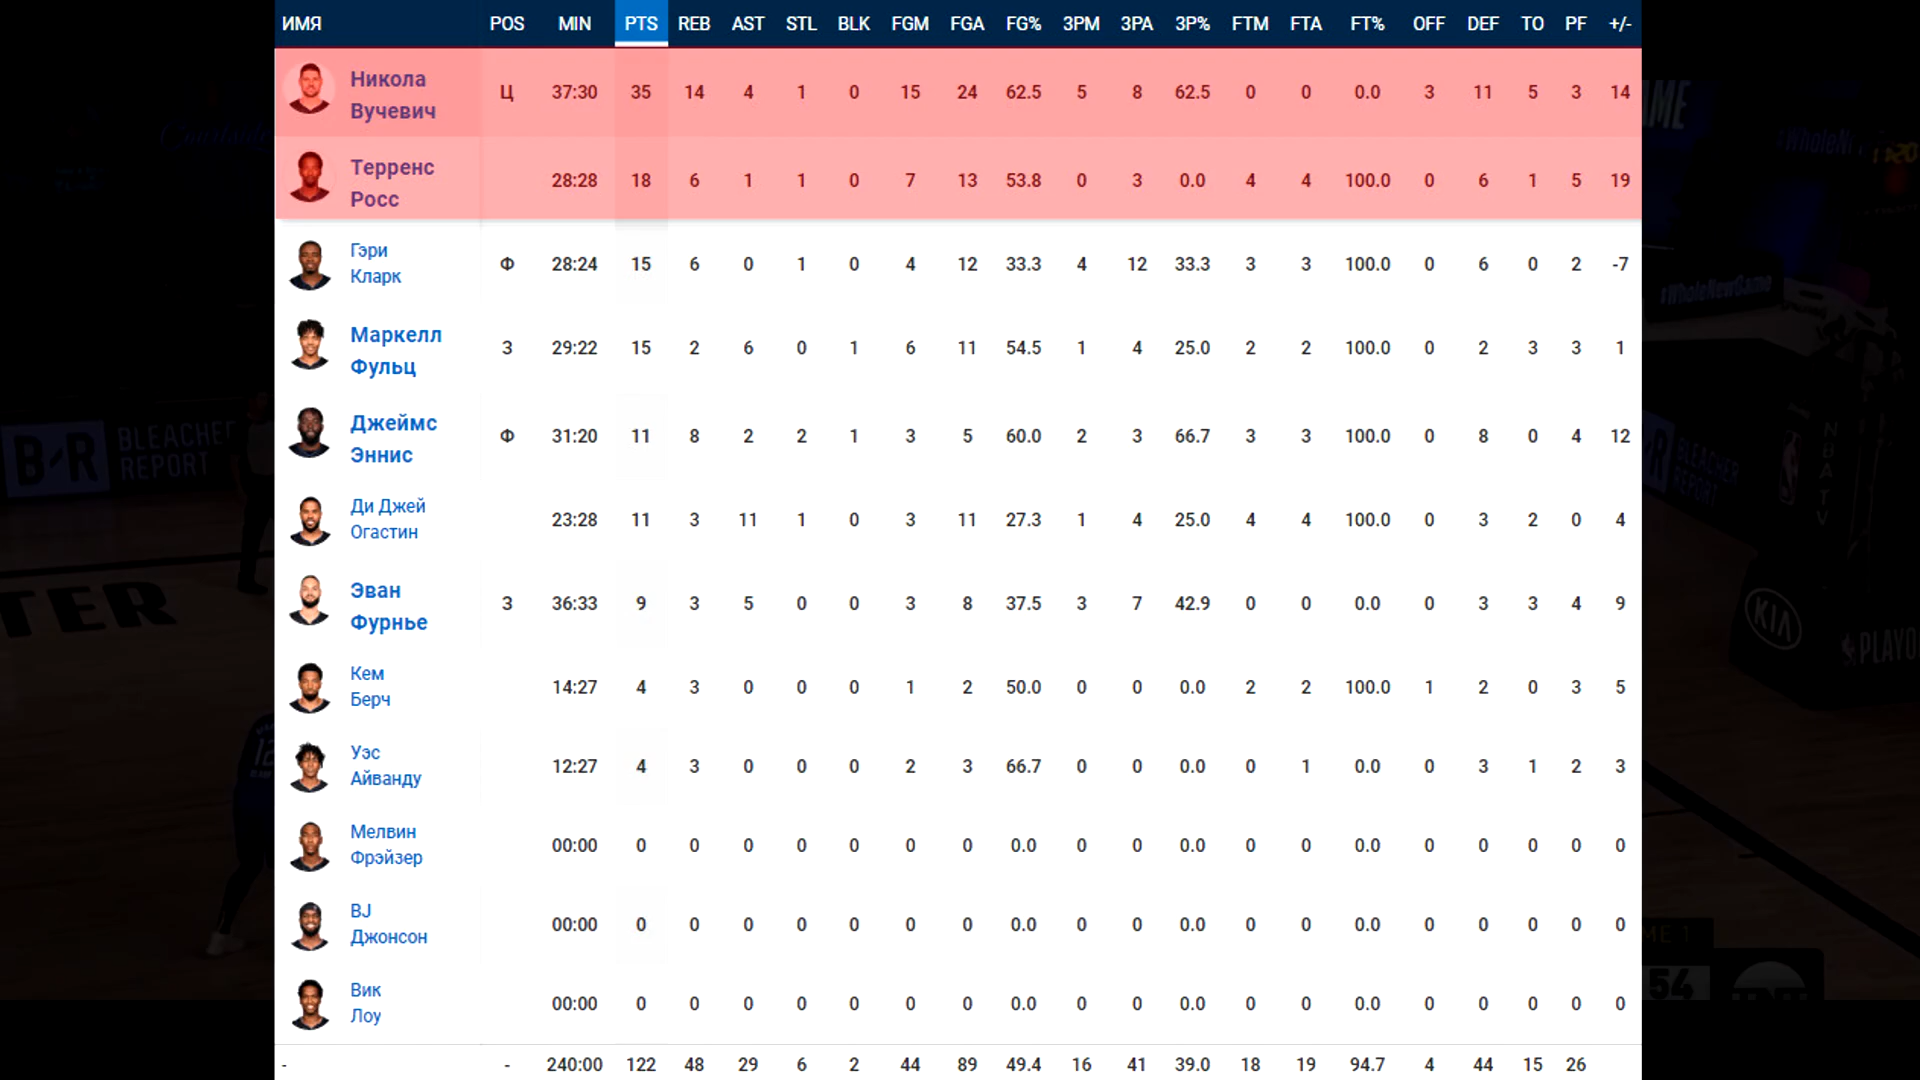 ИМЯ POS MIN PTS REB AST STL BLK FGM FGA FG% 3PM 3PA 3P% FTM FTA FT% OFF DEF TO PF +/-
Никола
Вучевич
Ц 37:30 35 14 4 1 0 15 24 62.5 5 8 62.5 0 0 0.0 3 11 5 3 14
Терренс
Росс
28:28 18 6 1 1 0 7 13 53.8 0 3 0.0 4 4 100.0 0 6 1 5 19
Гэри
Кларк
Ф 28:24 15 6 0 1 0 4 12 33.3 4 12 33.3 3 3 100.0 0 6 0 2 -7
Маркелл
Фульц
З 29:22 15 2 6 0 1 6 11 54.5 1 4 25.0 2 2 100.0 0 2 3 3 1
Джеймс
Эннис
Ф 31:20 11 8 2 2 1 3 5 60.0 2 3 66.7 3 3 100.0 0 8 0 4 12
Ди Джей
Огастин
23:28 11 3 11 1 0 3 11 27.3 1 4 25.0 4 4 100.0 0 3 2 0 4
Эван
Фурнье
З 36:33 9 3 5 0 0 3 8 37.5 3 7 42.9 0 0 0.0 0 3 3 4 9
Кем
Берч
14:27 4 3 0 0 0 1 2 50.0 0 0 0.0 2 2 100.0 1 2 0 3 5
Уэс
Айванду
12:27 4 3 0 0 0 2 3 66.7 0 0 0.0 0 1 0.0 0 3 1 2 3
Мелвин
Фрэйзер
00:00 0 0 0 0 0 0 0 0.0 0 0 0.0 0 0 0.0 0 0 0 0 0
BJ
Джонсон
00:00 0 0 0 0 0 0 0 0.0 0 0 0.0 0 0 0.0 0 0 0 0 0
Вик
Лоу
00:00 0 0 0 0 0 0 0 0.0 0 0 0.0 0 0 0.0 0 0 0 0 0
- - 240:00 122 48 29 6 2 44 89 49.4 16 41 39.0 18 19 94.7 4 44 15 26
B·R BLEACHER
REPORT
TER
#WholeNewGame
BLEACHER
REPORT
NBA TV
KIA
PLAYO
54